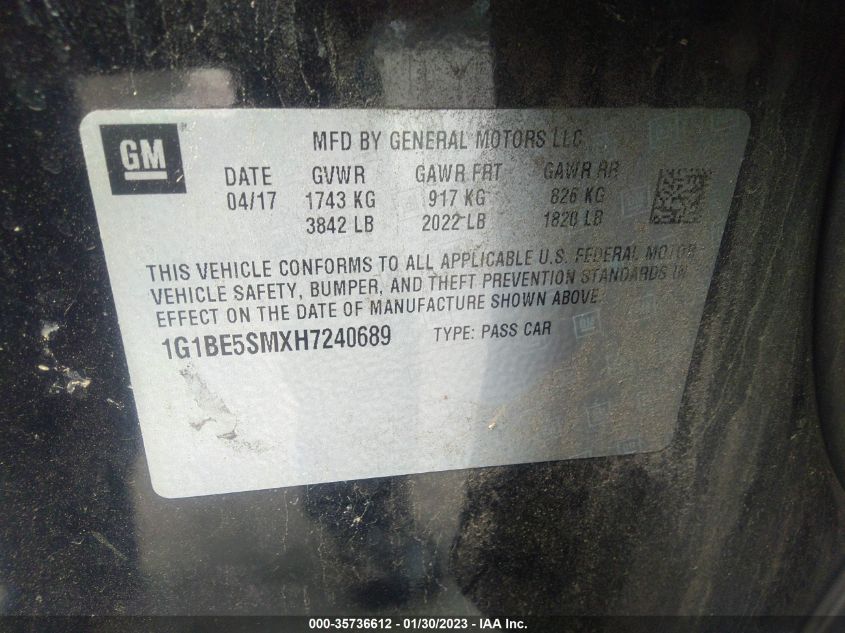 GM
MFD BY GENERAL MOTORS LLC
DATE GVWR GAWR FRT GAWR RR
04/17 1743 KG 917 KG 826 KG
3842 LB 2022 LB 1820 LB
THIS VEHICLE CONFORMS TO ALL APPLICABLE U.S. FEDERAL MOTOR
VEHICLE SAFETY, BUMPER, AND THEFT PREVENTION STANDARDS IN
EFFECT ON THE DATE OF MANUFACTURE SHOWN ABOVE.
1G1BE5SMXH7240689 TYPE: PASS CAR
000-35736612 / 01/30/2023 - IAA Inc.